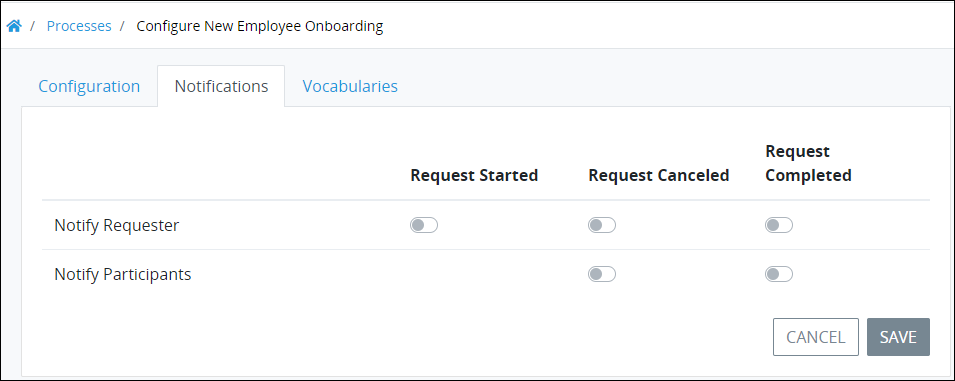 / Processes / Configure New Employee Onboarding
Configuration Notifications Vocabularies
Request Started Request Canceled Request
Completed
Notify Requester
Notify Participants
CANCEL SAVE